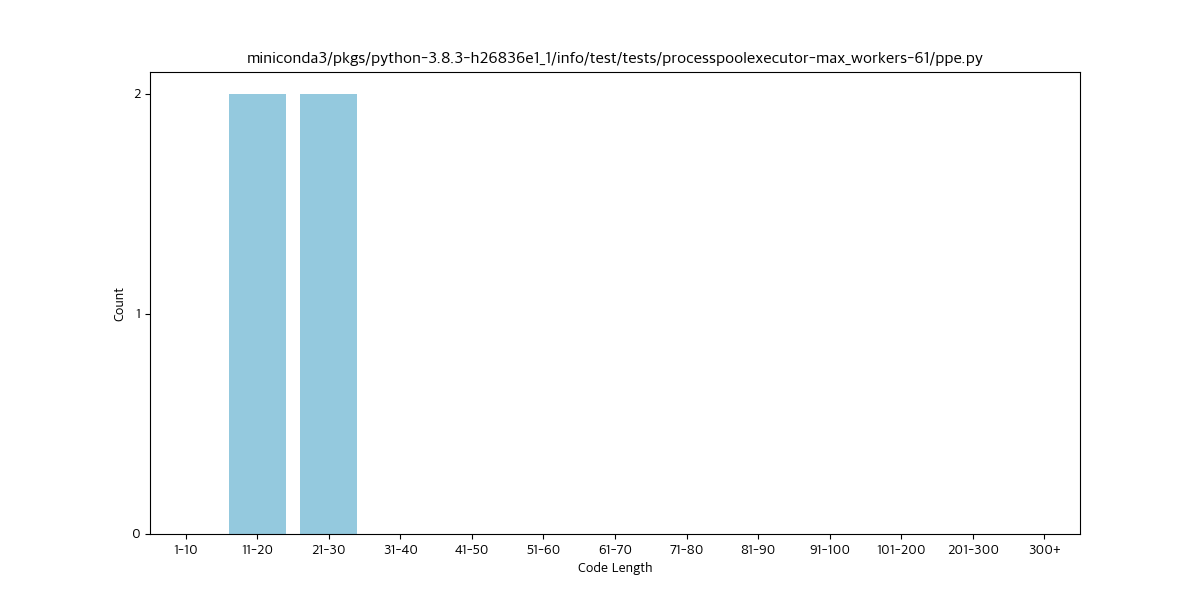 miniconda3/pkgs/python-3.8.3-h26836e1_1/info/test/tests/processpoolexecutor-max_workers-61/ppe.py
2
1
0
Count
1-10 11-20 21-30 31-40 41-50 51-60 61-70 71-80 81-90 91-100 101-200 201-300 300+
Code Length